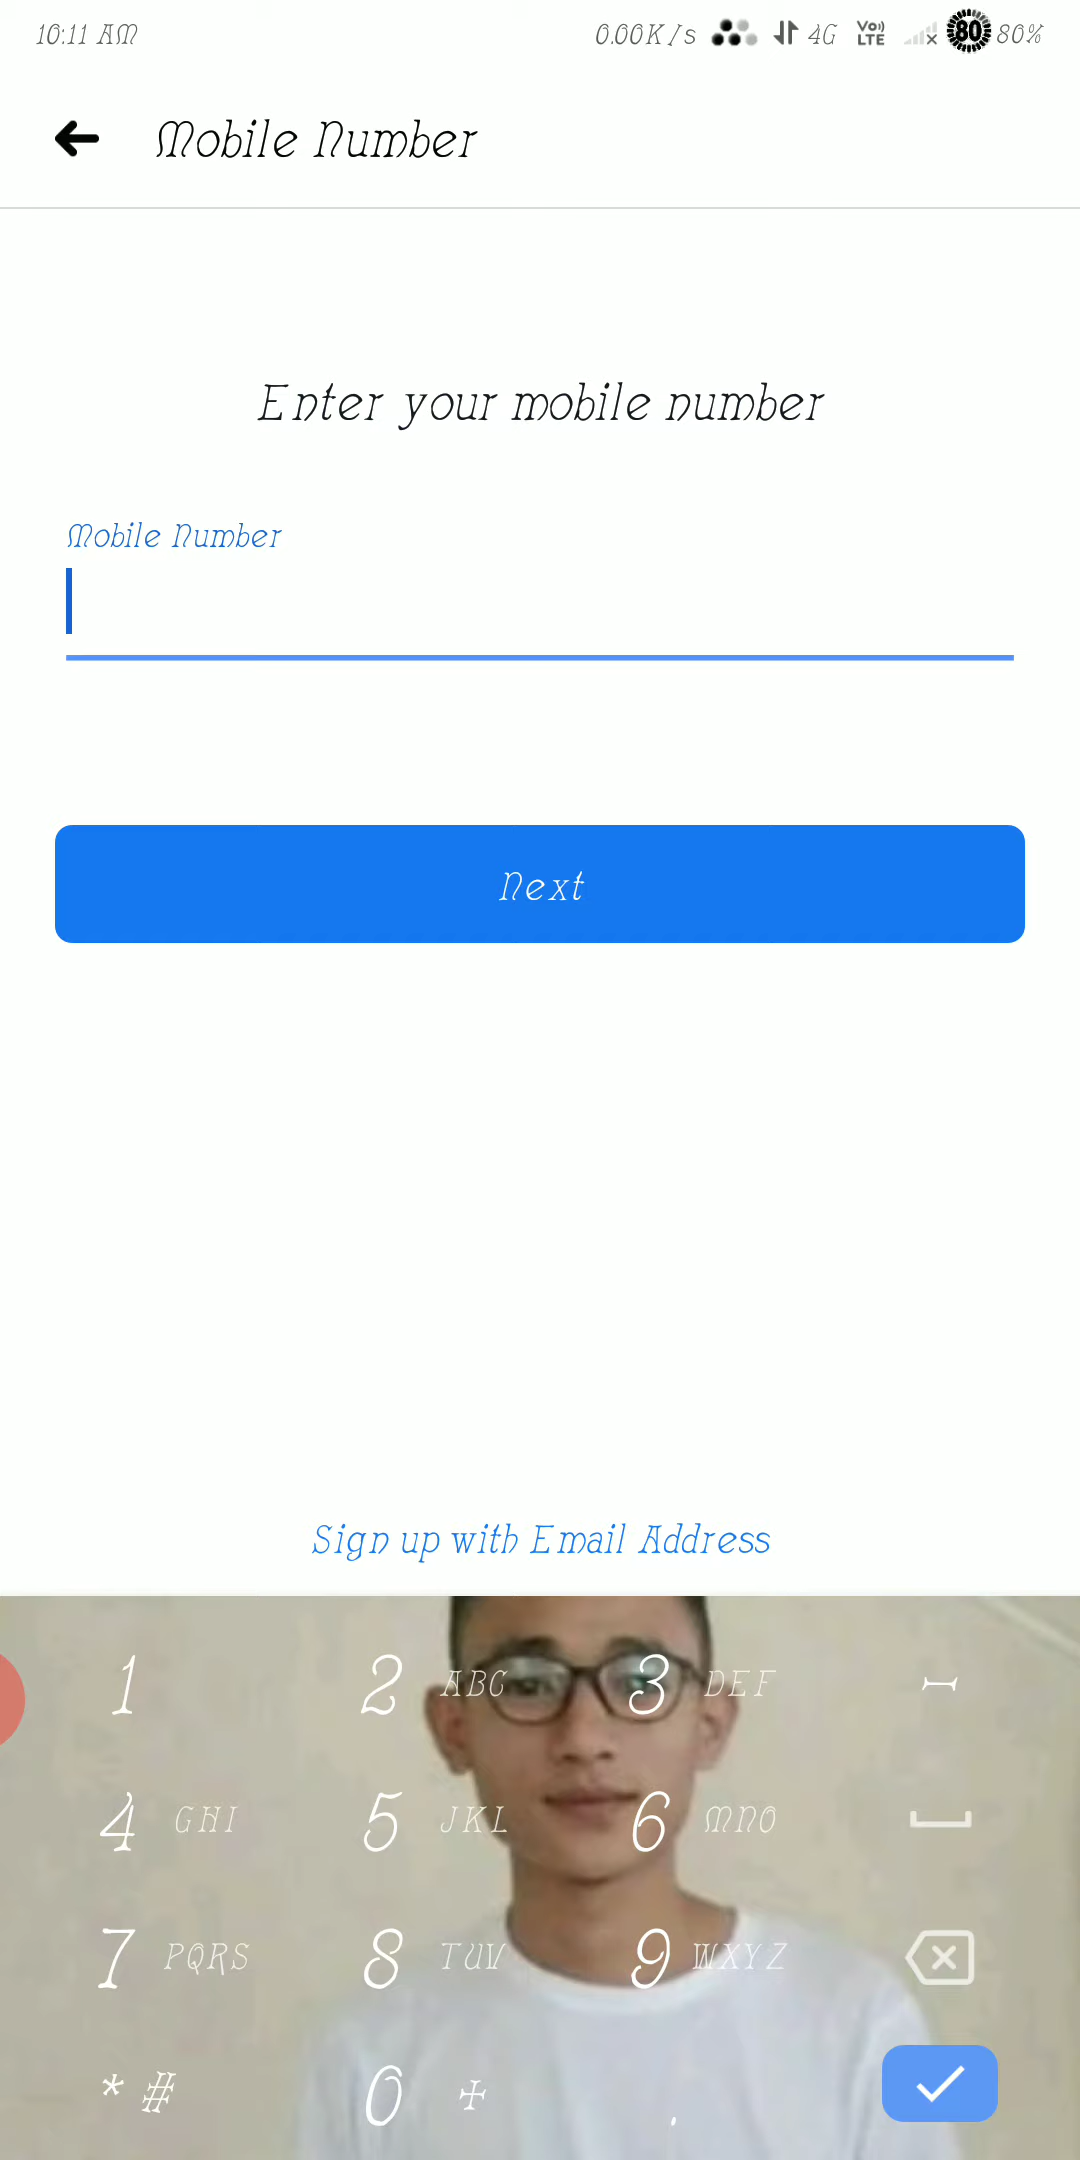 10:11 AM 0.00K/s 4G Vo)) LTE 80 80%
Mobile Number
Enter your mobile number
Mobile Number
Next
Sign up with Email Address
1 2 ABC 3 DEF
4 GHI 5 JKL 6 MNO
7 PQRS 8 TUV 9 WXYZ
* # 0 + .